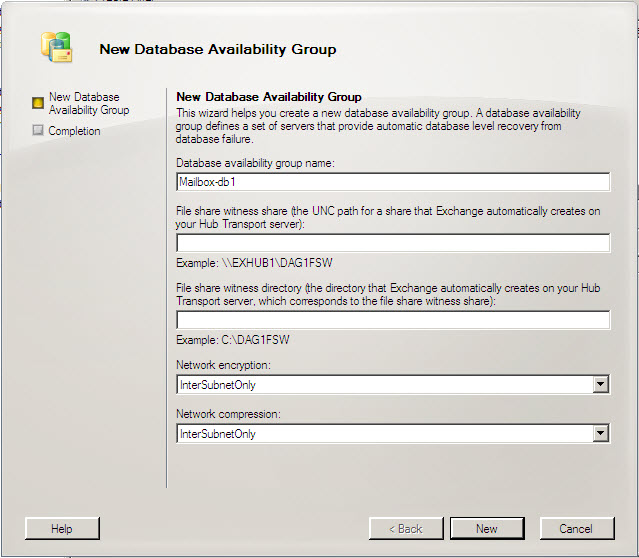 New Database Availability Group
New Database
Availability Group
Completion
New Database Availability Group
This wizard helps you create a new database availability group. A database availability
group defines a set of servers that provide automatic database level recovery from
database failure.
Database availability group name:
Mailbox-db1
File share witness share (the UNC path for a share that Exchange automatically creates on
your Hub Transport server):
Example: \\EXHUB1\DAG1FSW
File share witness directory (the directory that Exchange automatically creates on your Hub
Transport server, which corresponds to the file share witness share):
Example: C:\DAG1FSW
Network encryption:
InterSubnetOnly
Network compression:
InterSubnetOnly
Help
< Back
New
Cancel